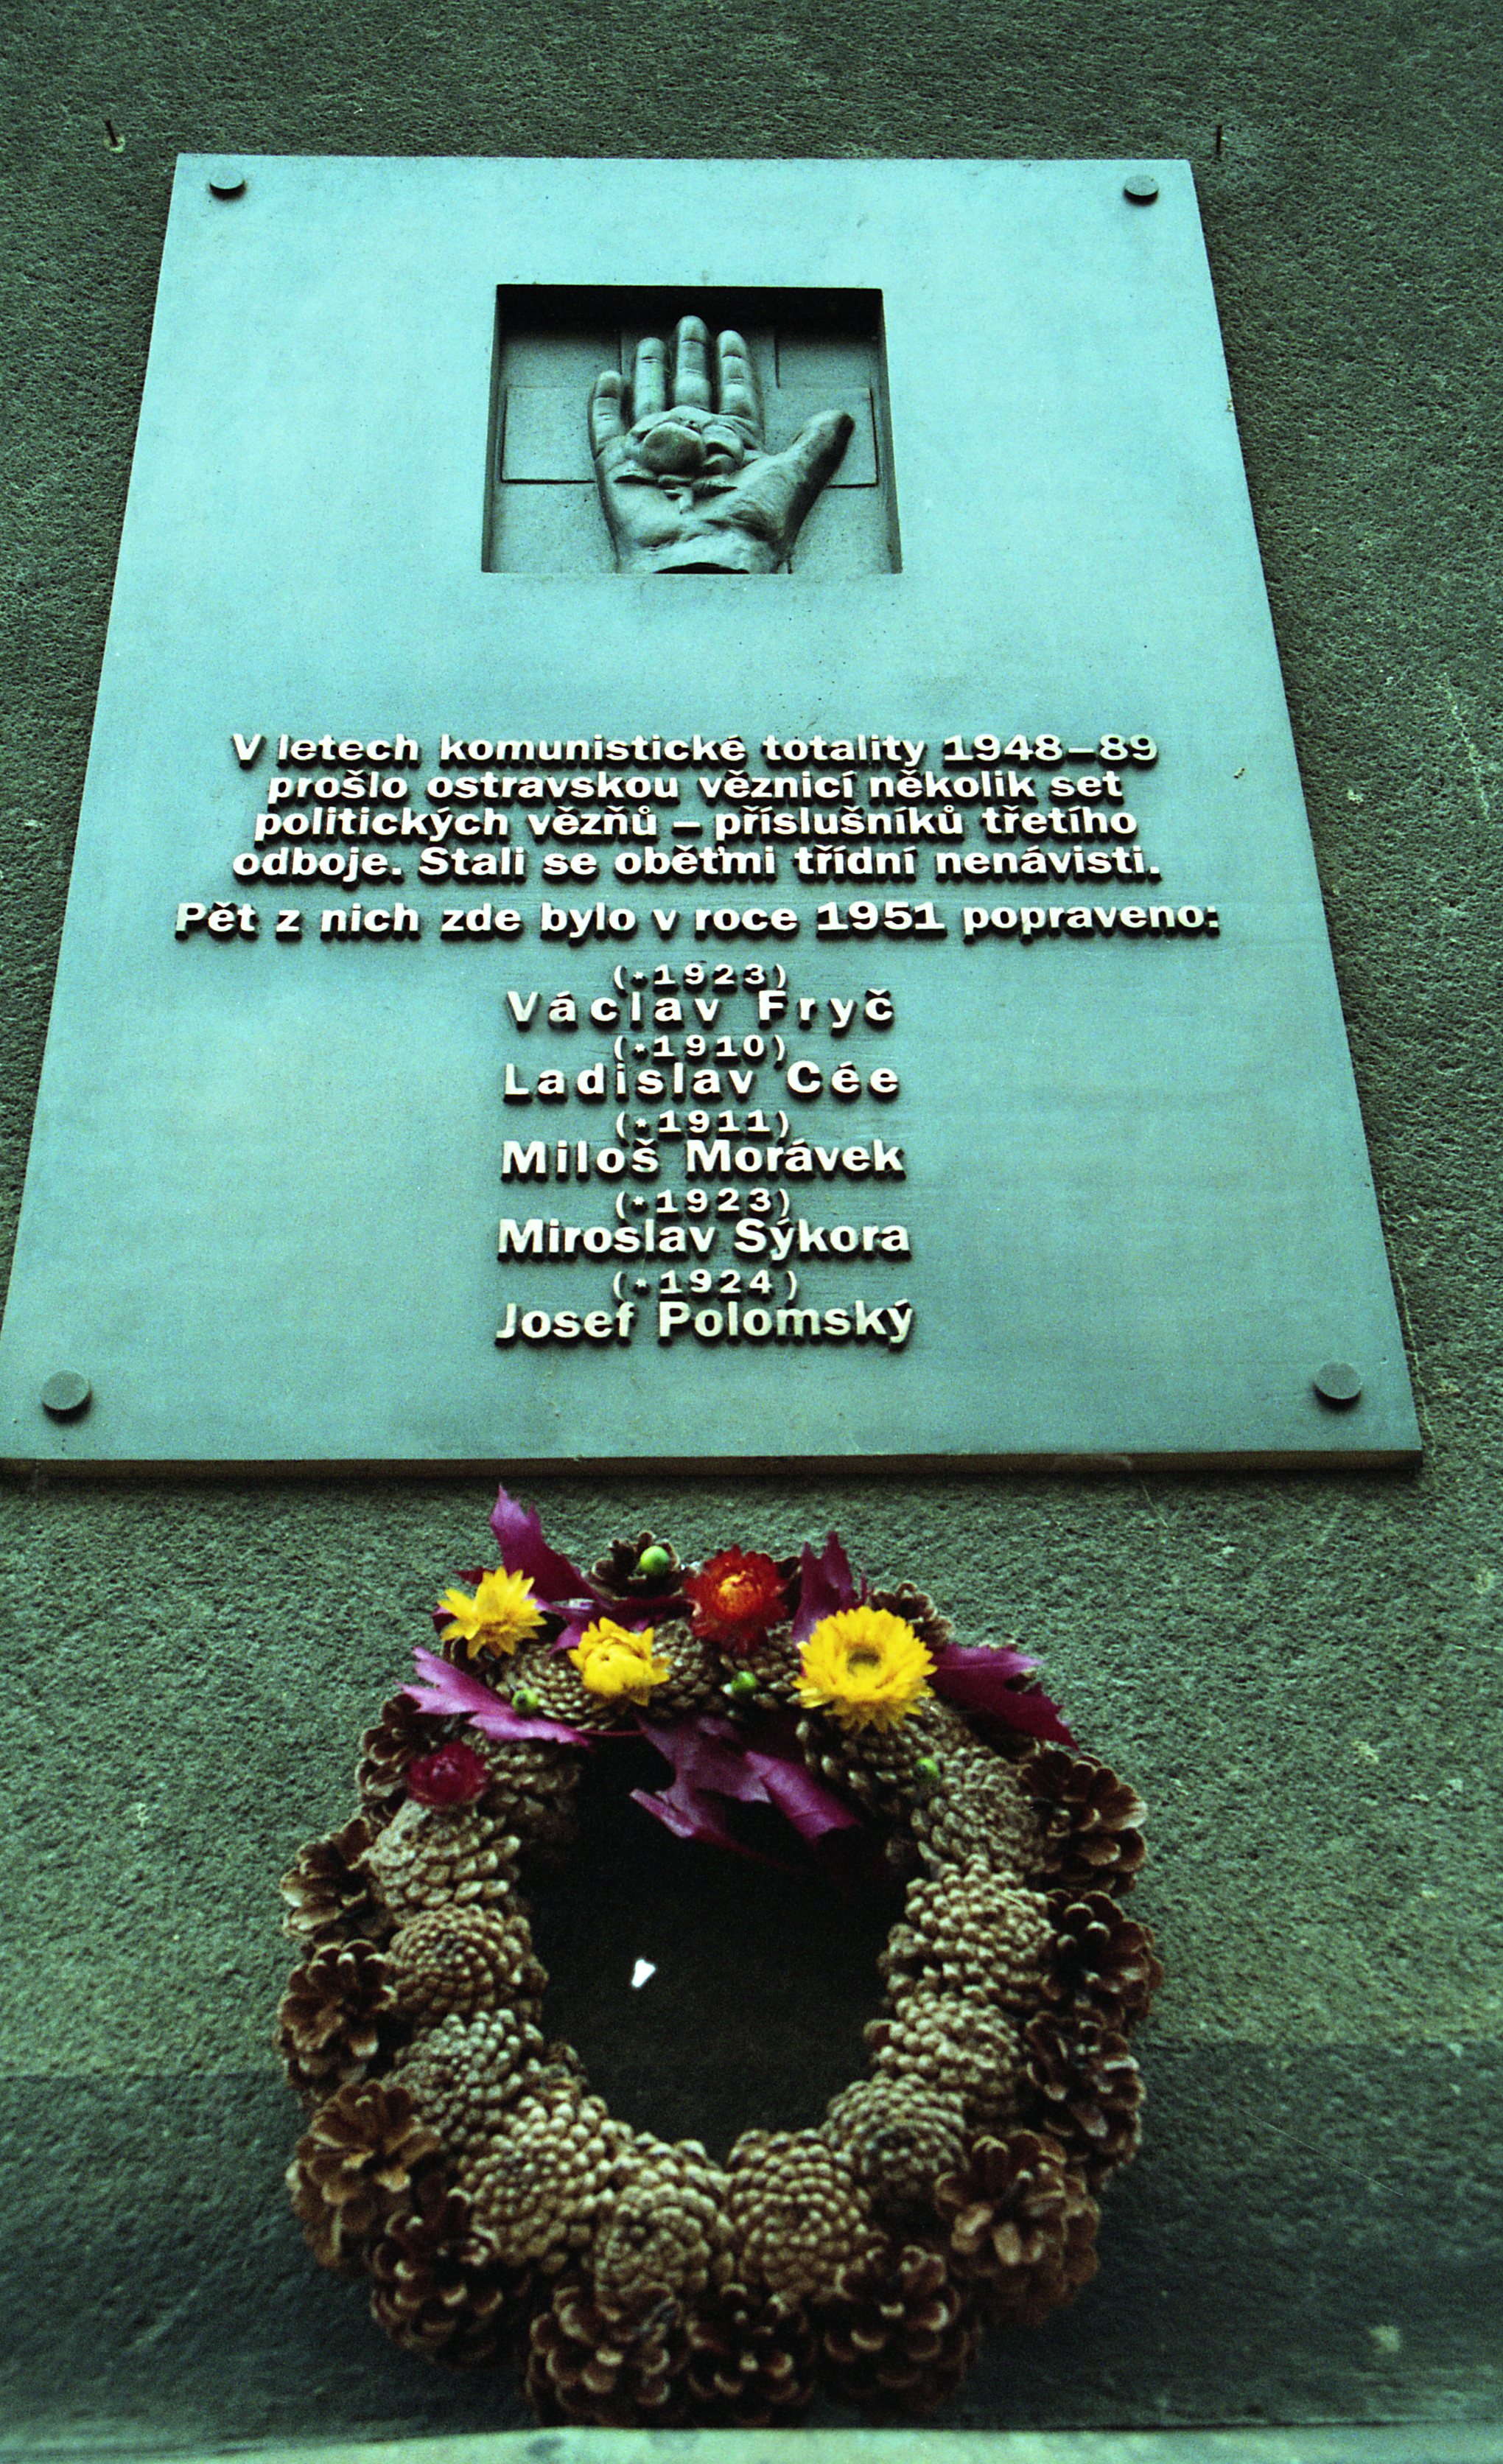 V letech komunistické totality 1948–89
prošlo ostravskou věznicí několik set
politických vězňů – příslušníků třetího
odboje. Stali se oběťmi třídní nenávisti.
Pět z nich zde bylo v roce 1951 popraveno:
(*1923)
Václav Fryč
(*1910)
Ladislav Cée
(*1911)
Miloš Morávek
(*1923)
Miroslav Sýkora
(*1924)
Josef Polomský